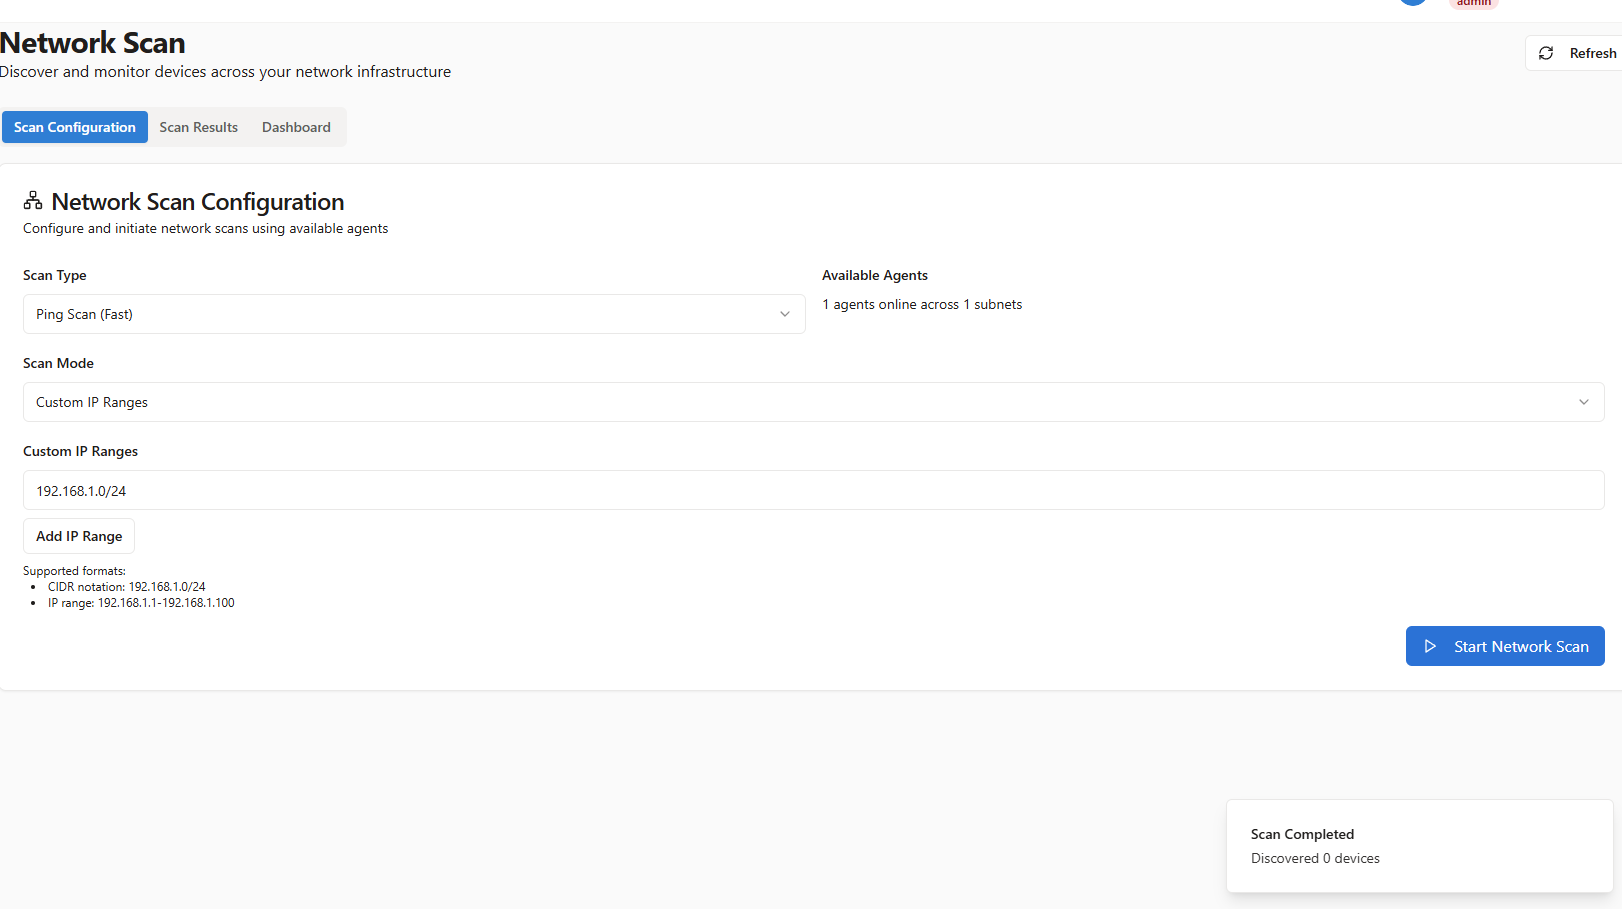 admin
Network Scan
Discover and monitor devices across your network infrastructure
Refresh
Scan Configuration
Scan Results
Dashboard
Network Scan Configuration
Configure and initiate network scans using available agents
Scan Type
Ping Scan (Fast)
Available Agents
1 agents online across 1 subnets
Scan Mode
Custom IP Ranges
Custom IP Ranges
192.168.1.0/24
Add IP Range
Supported formats:
CIDR notation: 192.168.1.0/24
IP range: 192.168.1.1-192.168.1.100
Start Network Scan
Scan Completed
Discovered 0 devices